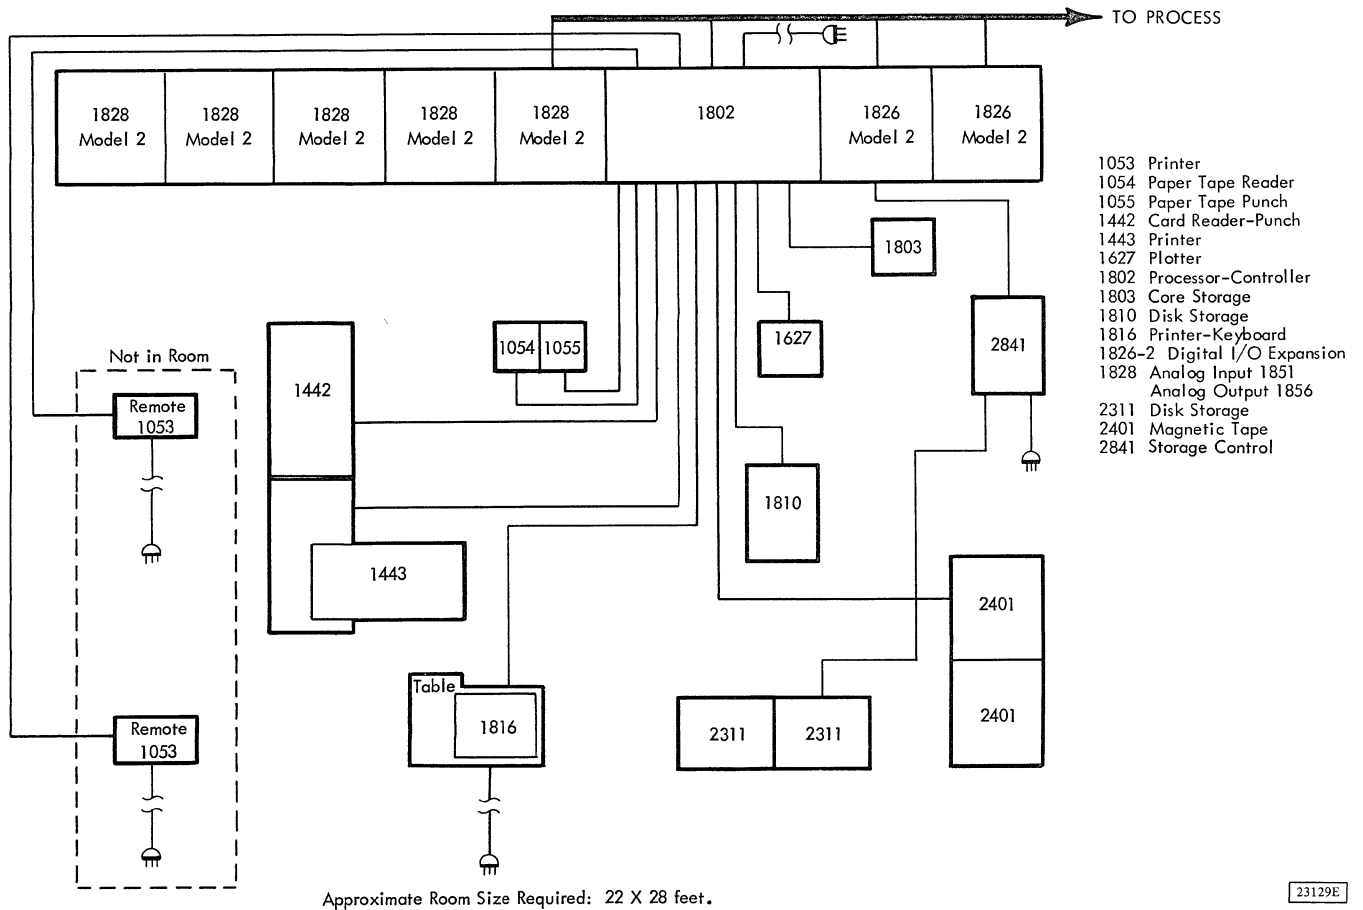 TO PROCESS
1828
Model 2
1828
Model 2
1828
Model 2
1828
Model 2
1828
Model 2
1802
1826
Model 2
1826
Model 2
1053 Printer
1054 Paper Tape Reader
1055 Paper Tape Punch
1442 Card Reader-Punch
1443 Printer
1627 Plotter
1802 Processor-Controller
1803 Core Storage
1810 Disk Storage
1816 Printer-Keyboard
1826-2 Digital I/O Expansion
1828 Analog Input 1851
Analog Output 1856
2311 Disk Storage
2401 Magnetic Tape
2841 Storage Control
1803
1627
2841
1054
1055
Not in Room
1442
Remote
1053
1810
1443
2401
Table
1816
2311
2311
2401
Remote
1053
Approximate Room Size Required: 22 X 28 feet.
23129E